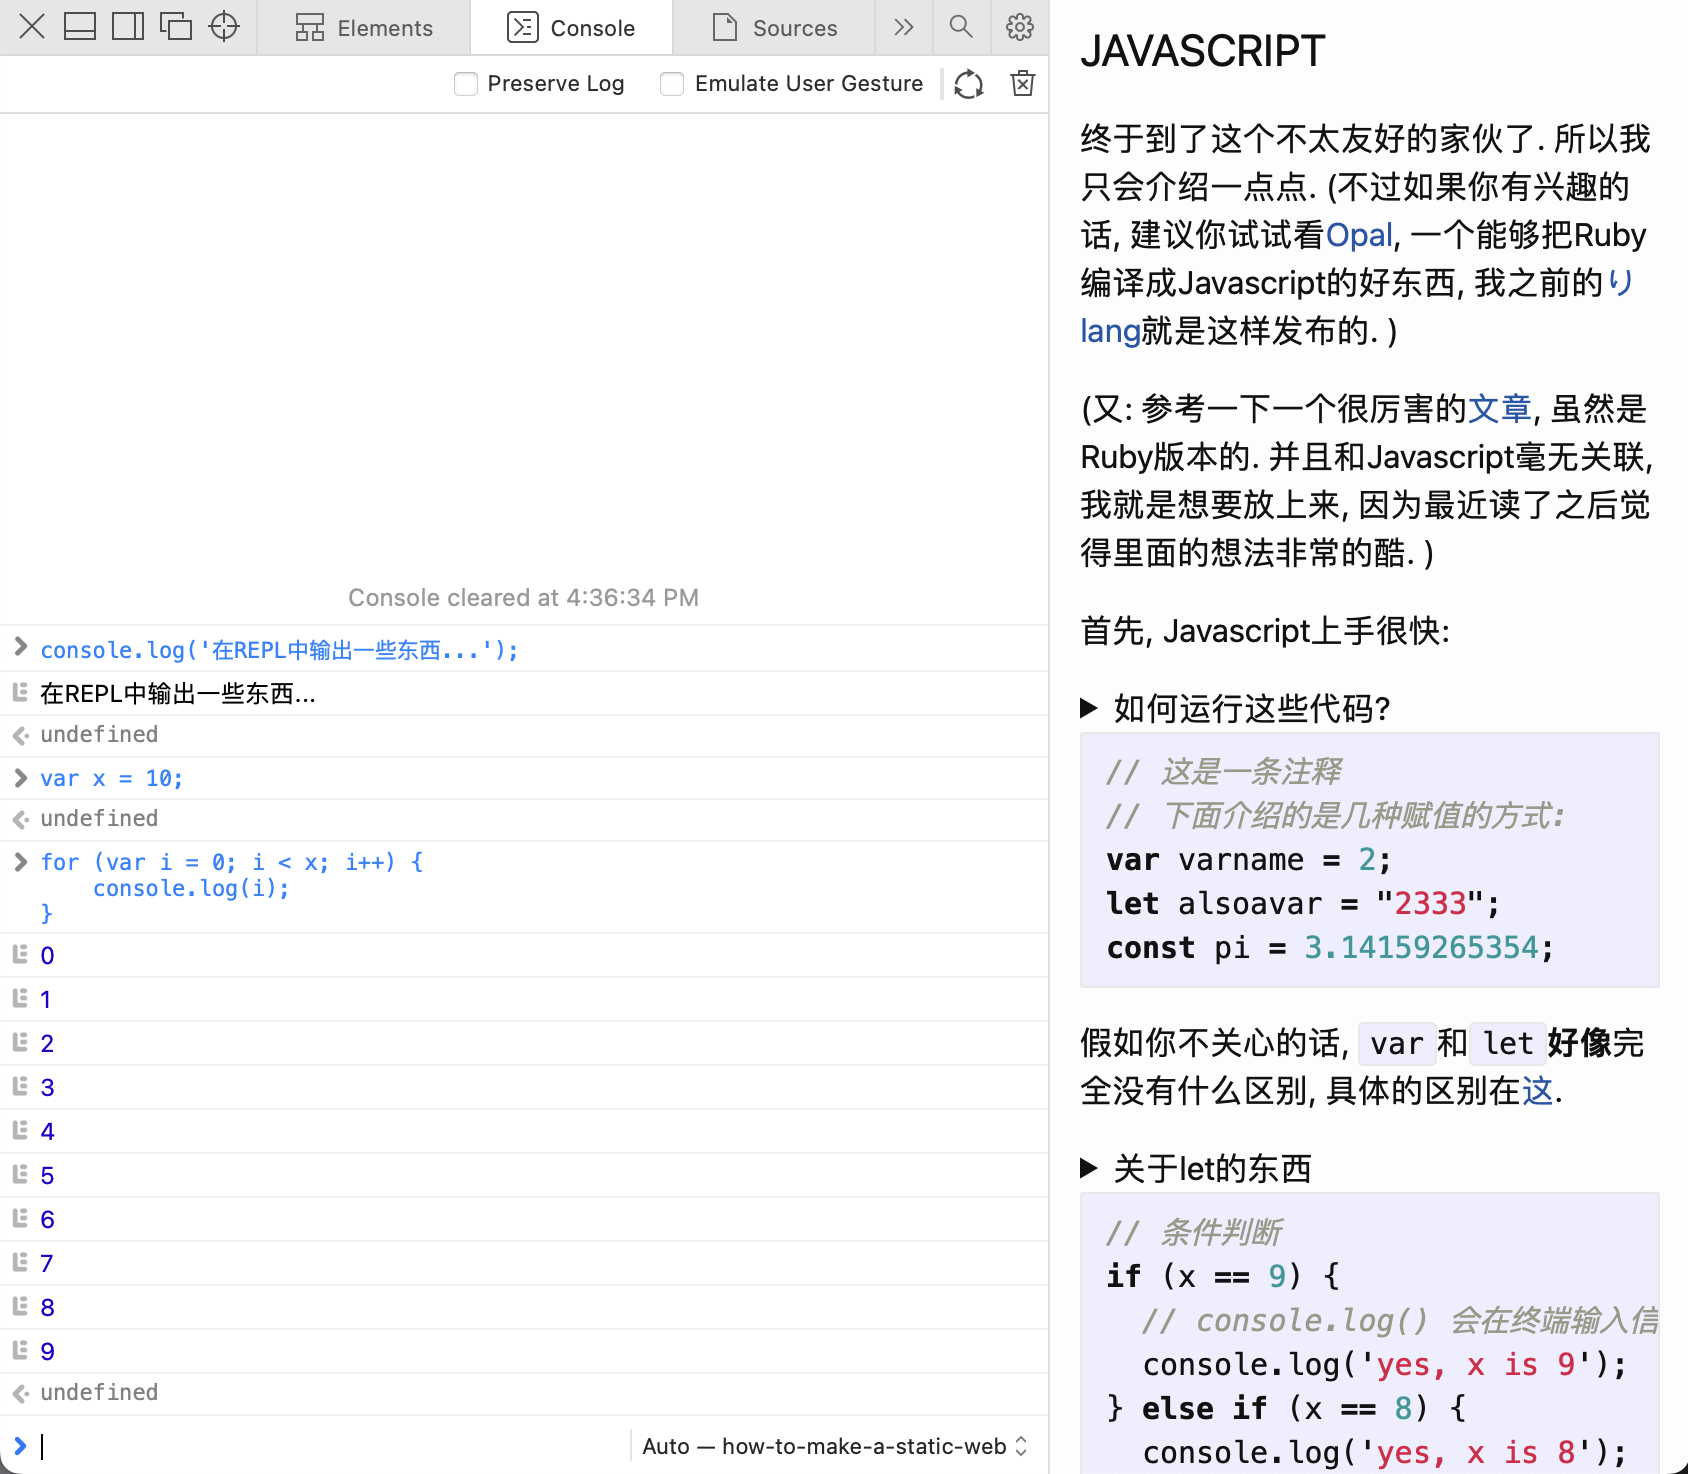 Elements
Console
Sources
Preserve Log
Emulate User Gesture
Console cleared at 4:36:34 PM
console.log('在REPL中输出一些东西...');
在REPL中输出一些东西...
undefined
var x = 10;
undefined
for (var i = 0; i < x; i++) {
    console.log(i);
}
0
1
2
3
4
5
6
7
8
9
undefined
Auto — how-to-make-a-static-web
JAVASCRIPT
终于到了这个不太友好的家伙了. 所以我
只会介绍一点点. (不过如果你有兴趣的
话, 建议你试试看Opal, 一个能够把Ruby
编译成Javascript的好东西, 我之前的り
lang就是这样发布的. )
(又: 参考一下一个很厉害的文章, 虽然是
Ruby版本的. 并且和Javascript毫无关联,
我就是想要放上来, 因为最近读了之后觉
得里面的想法非常的酷. )
首先, Javascript上手很快:
如何运行这些代码?
// 这是一条注释
// 下面介绍的是几种赋值的方式:
var varname = 2;
let alsoavar = "2333";
const pi = 3.14159265354;
假如你不关心的话, var和let好像完
全没有什么区别, 具体的区别在这.
关于let的东西
// 条件判断
if (x == 9) {
  // console.log() 会在终端输入信
  console.log('yes, x is 9');
} else if (x == 8) {
  console.log('yes, x is 8');